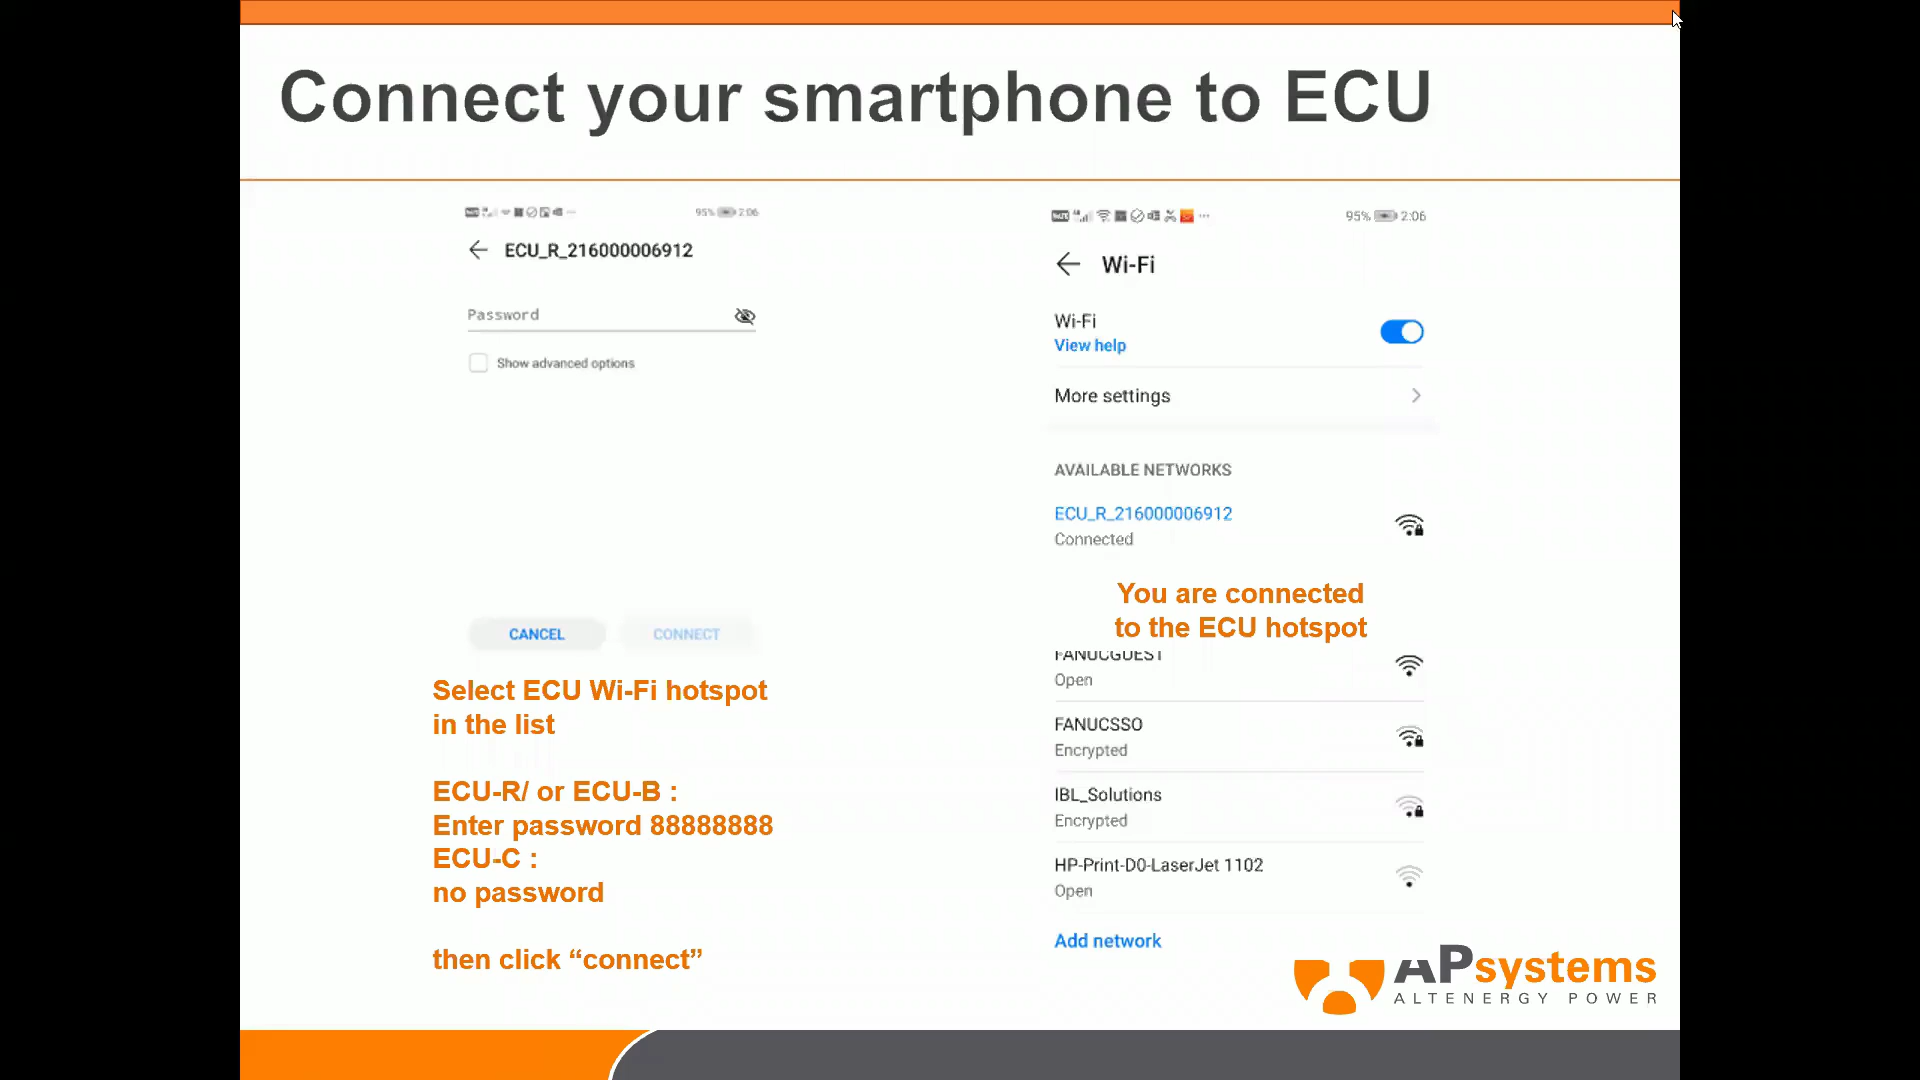 Connect your smartphone to ECU
95% 2:06
ECU_R_216000006912
Password
Show advanced options
CANCEL
CONNECT
Select ECU Wi-Fi hotspot
in the list
ECU-R/ or ECU-B :
Enter password 88888888
ECU-C :
no password
then click “connect”
95% 2:06
Wi-Fi
Wi-Fi
View help
More settings
AVAILABLE NETWORKS
ECU_R_216000006912
Connected
You are connected
to the ECU hotspot
FANUCGUEST
Open
FANUCSSO
Encrypted
IBL_Solutions
Encrypted
HP-Print-D0-LaserJet 1102
Open
Add network
APsystems
ALTENERGY POWER